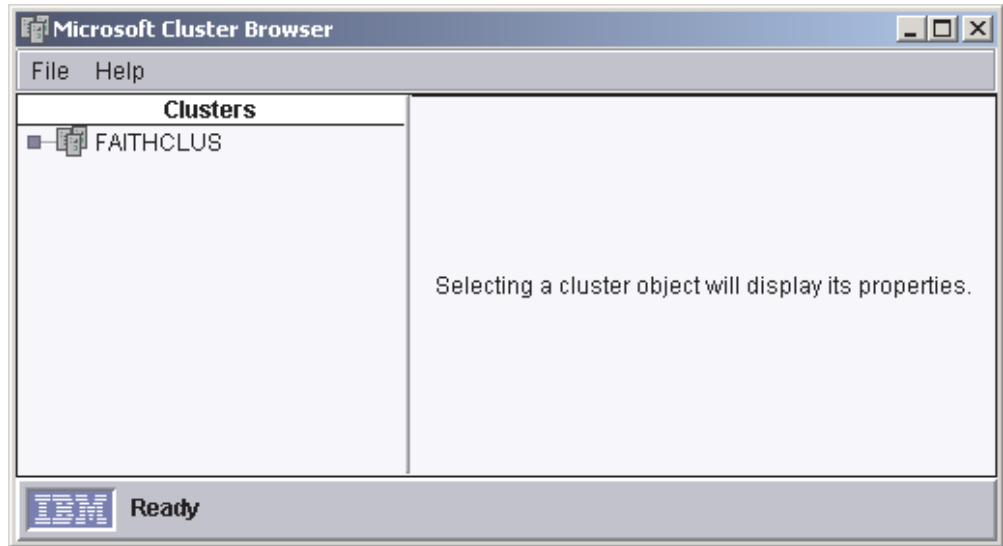 Microsoft Cluster Browser
File Help
Clusters
FAITHCLUS
Selecting a cluster object will display its properties.
IBM
Ready